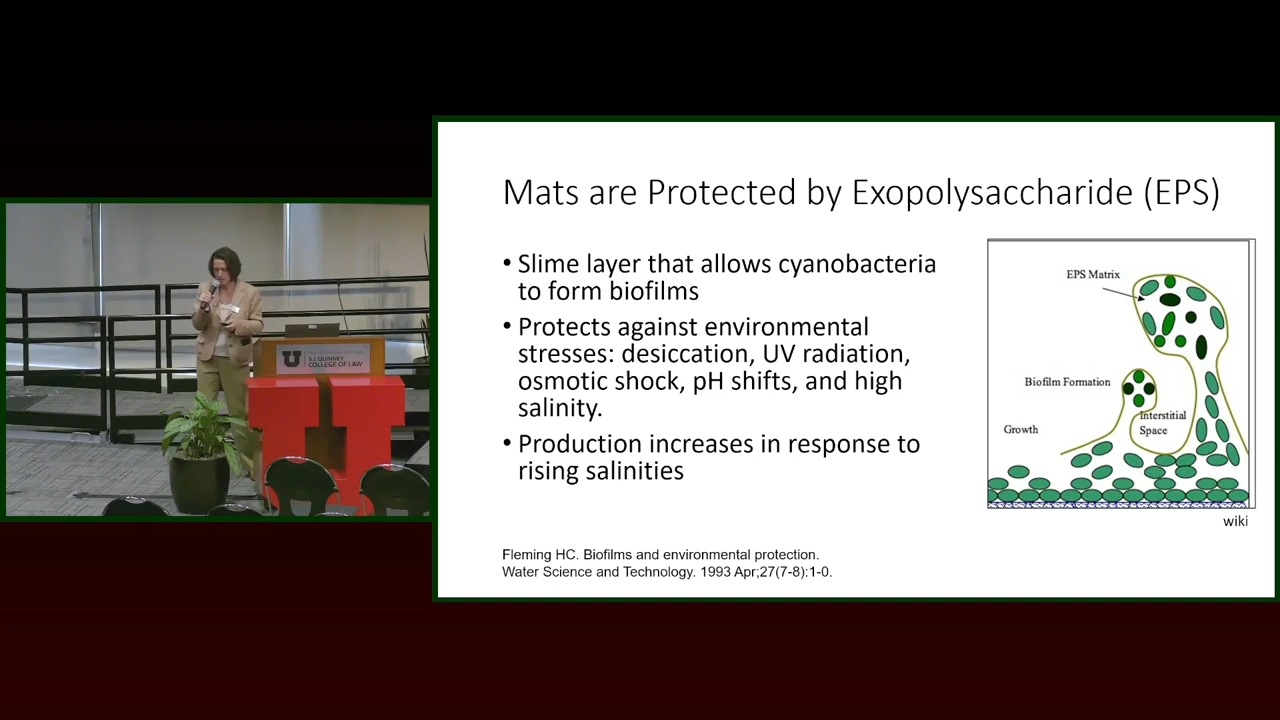 Mats are Protected by Exopolysaccharide (EPS)
• Slime layer that allows cyanobacteria
to form biofilms
• Protects against environmental
stresses: desiccation, UV radiation,
osmotic shock, pH shifts, and high
salinity.
• Production increases in response to
rising salinities
EPS Matrix
Biofilm Formation
Interstitial
Space
Growth
wiki
Fleming HC. Biofilms and environmental protection.
Water Science and Technology. 1993 Apr;27(7-8):1-0.
U
S.J. QUINNEY
COLLEGE OF LAW